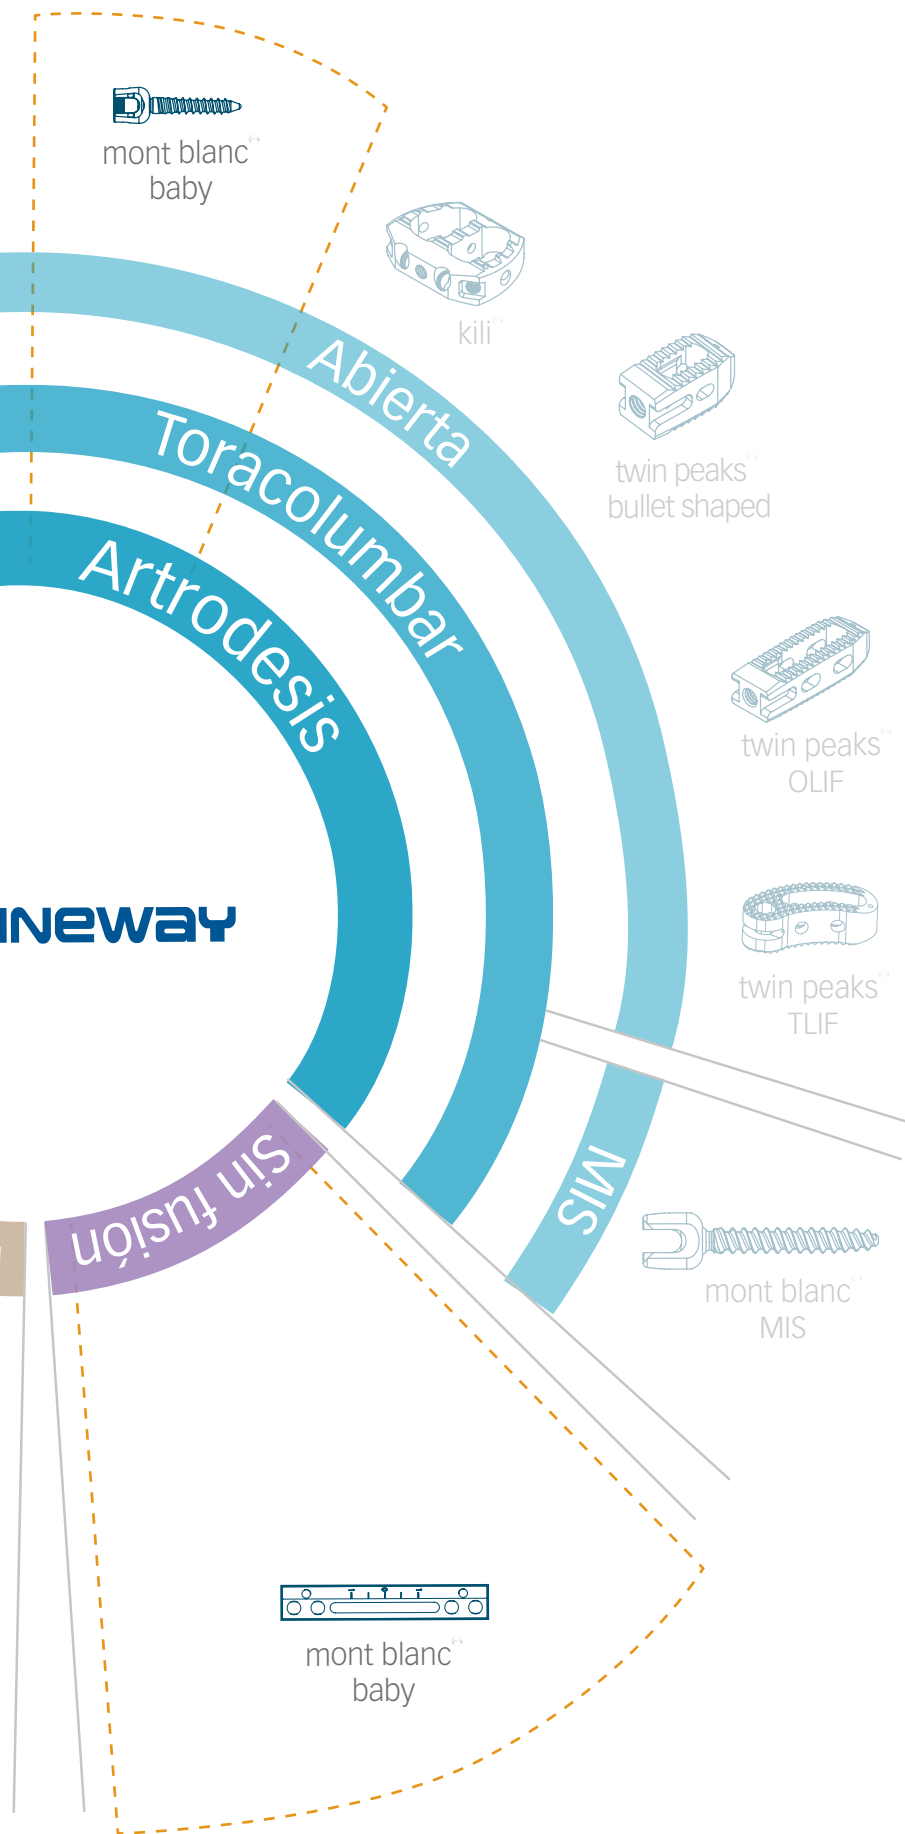 mont blanc
baby
kili
Abierta
twin peaks
bullet shaped
Toracolumbar
Artrodesis
twin peaks
OLIF
ineway
twin peaks
TLIF
MIS
Sin fusión
mont blanc
MIS
mont blanc
baby